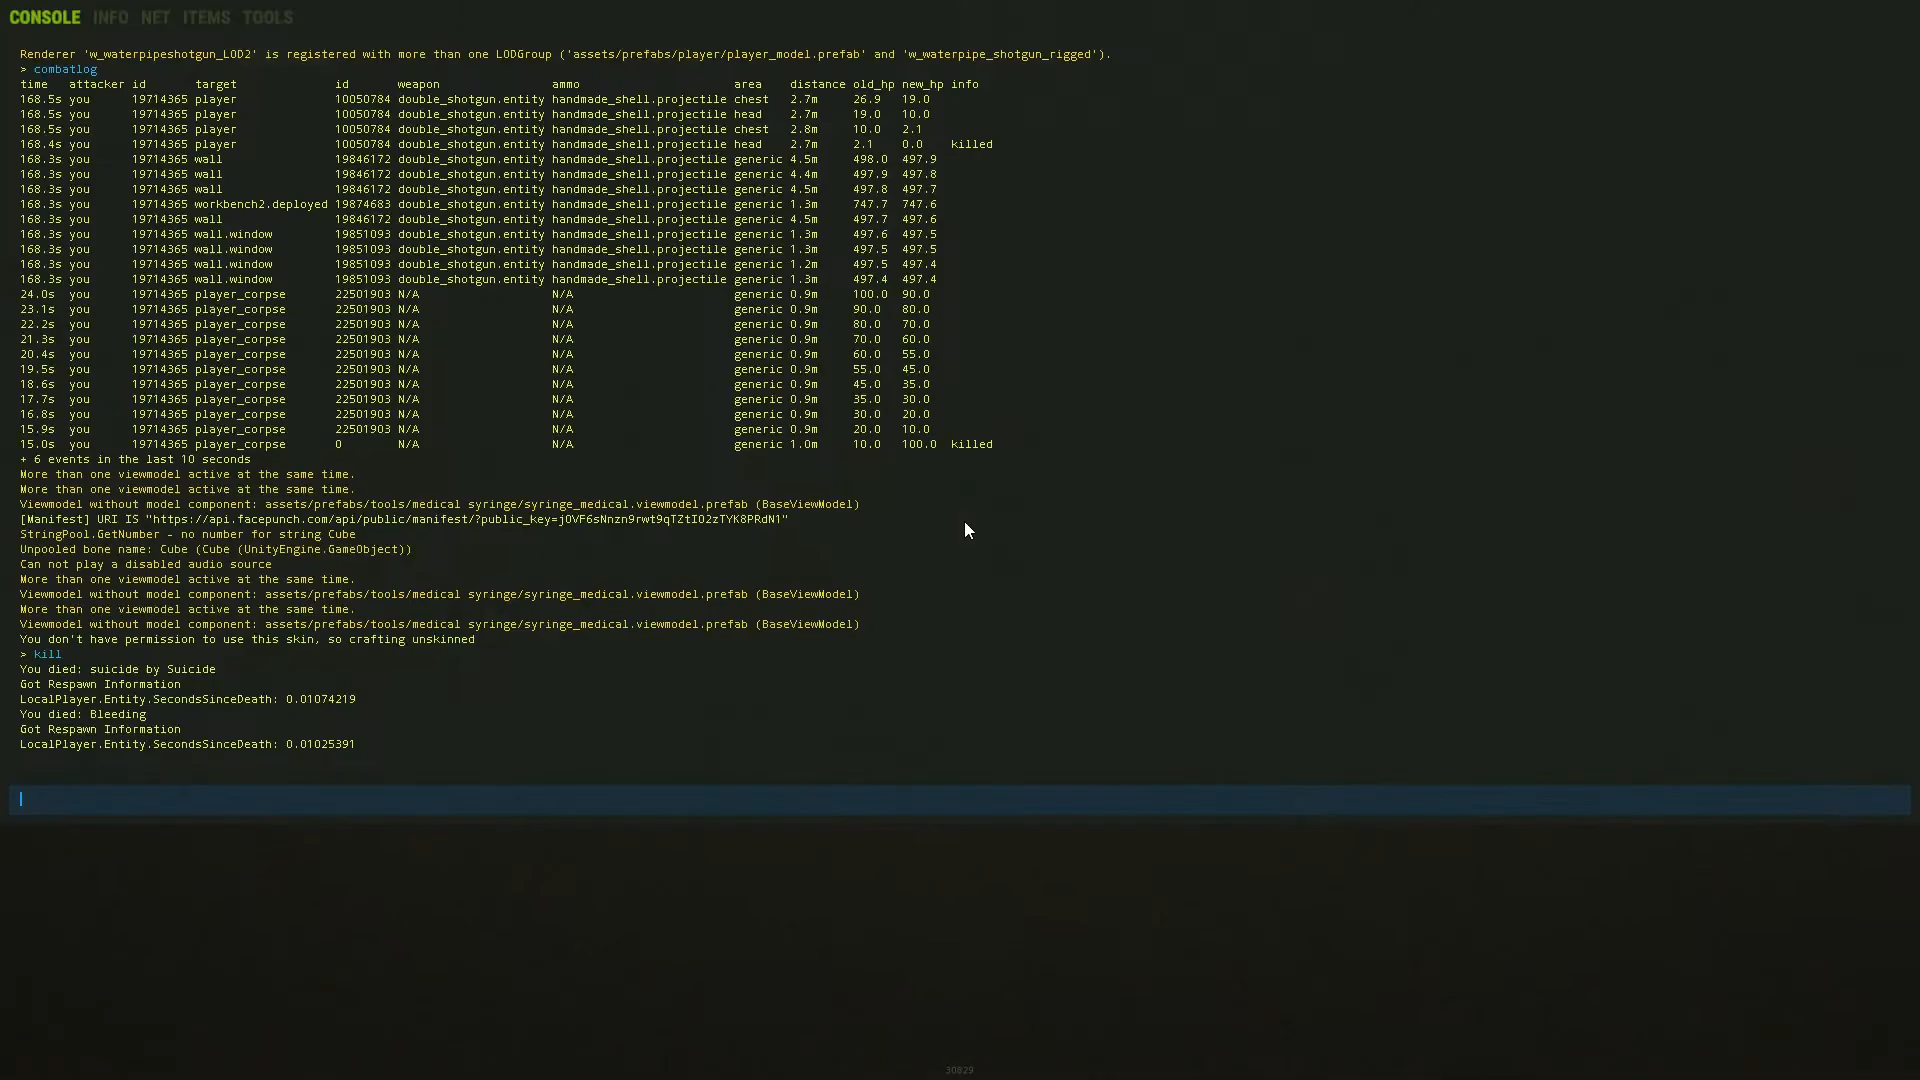 CONSOLE INFO NET ITEMS TOOLS
Renderer 'w_waterpipeshotgun_LOD2' is registered with more than one LODGroup ('assets/prefabs/player/player_model.prefab' and 'w_waterpipe_shotgun_rigged').
> combatlog
time attacker id target id weapon ammo area distance old_hp new_hp info
168.5s you 19714365 player 10050784 double_shotgun.entity handmade_shell.projectile chest 2.7m 26.9 19.0
168.5s you 19714365 player 10050784 double_shotgun.entity handmade_shell.projectile head 2.7m 19.0 10.0
168.5s you 19714365 player 10050784 double_shotgun.entity handmade_shell.projectile chest 2.8m 10.0 2.1
168.4s you 19714365 player 10050784 double_shotgun.entity handmade_shell.projectile head 2.7m 2.1 0.0 killed
168.3s you 19714365 wall 19846172 double_shotgun.entity handmade_shell.projectile generic 4.5m 498.0 497.9
168.3s you 19714365 wall 19846172 double_shotgun.entity handmade_shell.projectile generic 4.4m 497.9 497.8
168.3s you 19714365 wall 19846172 double_shotgun.entity handmade_shell.projectile generic 4.5m 497.8 497.7
168.3s you 19714365 workbench2.deployed 19874683 double_shotgun.entity handmade_shell.projectile generic 1.3m 747.7 747.6
168.3s you 19714365 wall 19846172 double_shotgun.entity handmade_shell.projectile generic 4.5m 497.7 497.6
168.3s you 19714365 wall.window 19851093 double_shotgun.entity handmade_shell.projectile generic 1.3m 497.6 497.5
168.3s you 19714365 wall.window 19851093 double_shotgun.entity handmade_shell.projectile generic 1.3m 497.5 497.5
168.3s you 19714365 wall.window 19851093 double_shotgun.entity handmade_shell.projectile generic 1.2m 497.5 497.4
168.3s you 19714365 wall.window 19851093 double_shotgun.entity handmade_shell.projectile generic 1.3m 497.4 497.4
24.0s you 19714365 player_corpse 22501903 N/A N/A generic 0.9m 100.0 90.0
23.1s you 19714365 player_corpse 22501903 N/A N/A generic 0.9m 90.0 80.0
22.2s you 19714365 player_corpse 22501903 N/A N/A generic 0.9m 80.0 70.0
21.3s you 19714365 player_corpse 22501903 N/A N/A generic 0.9m 70.0 60.0
20.4s you 19714365 player_corpse 22501903 N/A N/A generic 0.9m 60.0 55.0
19.5s you 19714365 player_corpse 22501903 N/A N/A generic 0.9m 55.0 45.0
18.6s you 19714365 player_corpse 22501903 N/A N/A generic 0.9m 45.0 35.0
17.7s you 19714365 player_corpse 22501903 N/A N/A generic 0.9m 35.0 30.0
16.8s you 19714365 player_corpse 22501903 N/A N/A generic 0.9m 30.0 20.0
15.9s you 19714365 player_corpse 22501903 N/A N/A generic 0.9m 20.0 10.0
15.0s you 19714365 player_corpse 0 N/A N/A generic 1.0m 10.0 100.0 killed
+ 6 events in the last 10 seconds
More than one viewmodel active at the same time.
More than one viewmodel active at the same time.
Viewmodel without model component: assets/prefabs/tools/medical syringe/syringe_medical.viewmodel.prefab (BaseViewModel)
[Manifest] URI IS "https://api.facepunch.com/api/public/manifest/?public_key=jOVF6sNnzn9rwt9qTZtIO2zTYK8PRdN1"
StringPool.GetNumber - no number for string Cube
Unpooled bone name: Cube (Cube (UnityEngine.GameObject))
Can not play a disabled audio source
More than one viewmodel active at the same time.
Viewmodel without model component: assets/prefabs/tools/medical syringe/syringe_medical.viewmodel.prefab (BaseViewModel)
More than one viewmodel active at the same time.
Viewmodel without model component: assets/prefabs/tools/medical syringe/syringe_medical.viewmodel.prefab (BaseViewModel)
You don't have permission to use this skin, so crafting unskinned
> kill
You died: suicide by Suicide
Got Respawn Information
LocalPlayer.Entity.SecondsSinceDeath: 0.01074219
You died: Bleeding
Got Respawn Information
LocalPlayer.Entity.SecondsSinceDeath: 0.01025391
30829